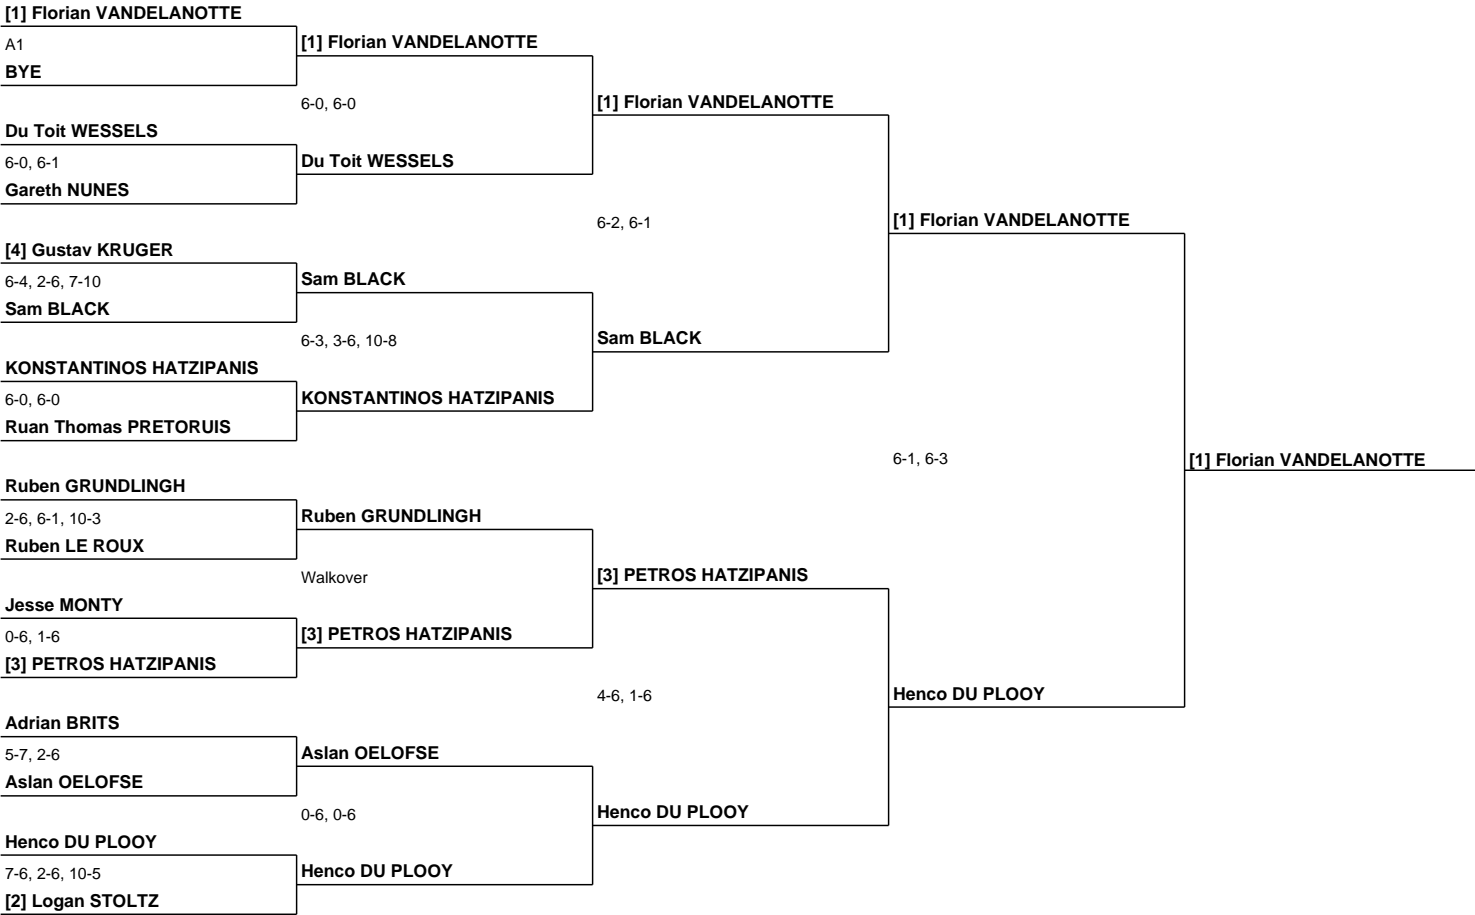 [1] Florian VANDELANOTTE
A1
BYE
[1] Florian VANDELANOTTE
6-0, 6-0
[1] Florian VANDELANOTTE
Du Toit WESSELS
6-0, 6-1
Gareth NUNES
Du Toit WESSELS
6-2, 6-1
[1] Florian VANDELANOTTE
[4] Gustav KRUGER
6-4, 2-6, 7-10
Sam BLACK
Sam BLACK
6-3, 3-6, 10-8
Sam BLACK
KONSTANTINOS HATZIPANIS
6-0, 6-0
Ruan Thomas PRETORUIS
KONSTANTINOS HATZIPANIS
6-1, 6-3
[1] Florian VANDELANOTTE
Ruben GRUNDLINGH
2-6, 6-1, 10-3
Ruben LE ROUX
Ruben GRUNDLINGH
Walkover
[3] PETROS HATZIPANIS
Jesse MONTY
0-6, 1-6
[3] PETROS HATZIPANIS
[3] PETROS HATZIPANIS
4-6, 1-6
Henco DU PLOOY
Adrian BRITS
5-7, 2-6
Aslan OELOFSE
Aslan OELOFSE
0-6, 0-6
Henco DU PLOOY
Henco DU PLOOY
7-6, 2-6, 10-5
[2] Logan STOLTZ
Henco DU PLOOY